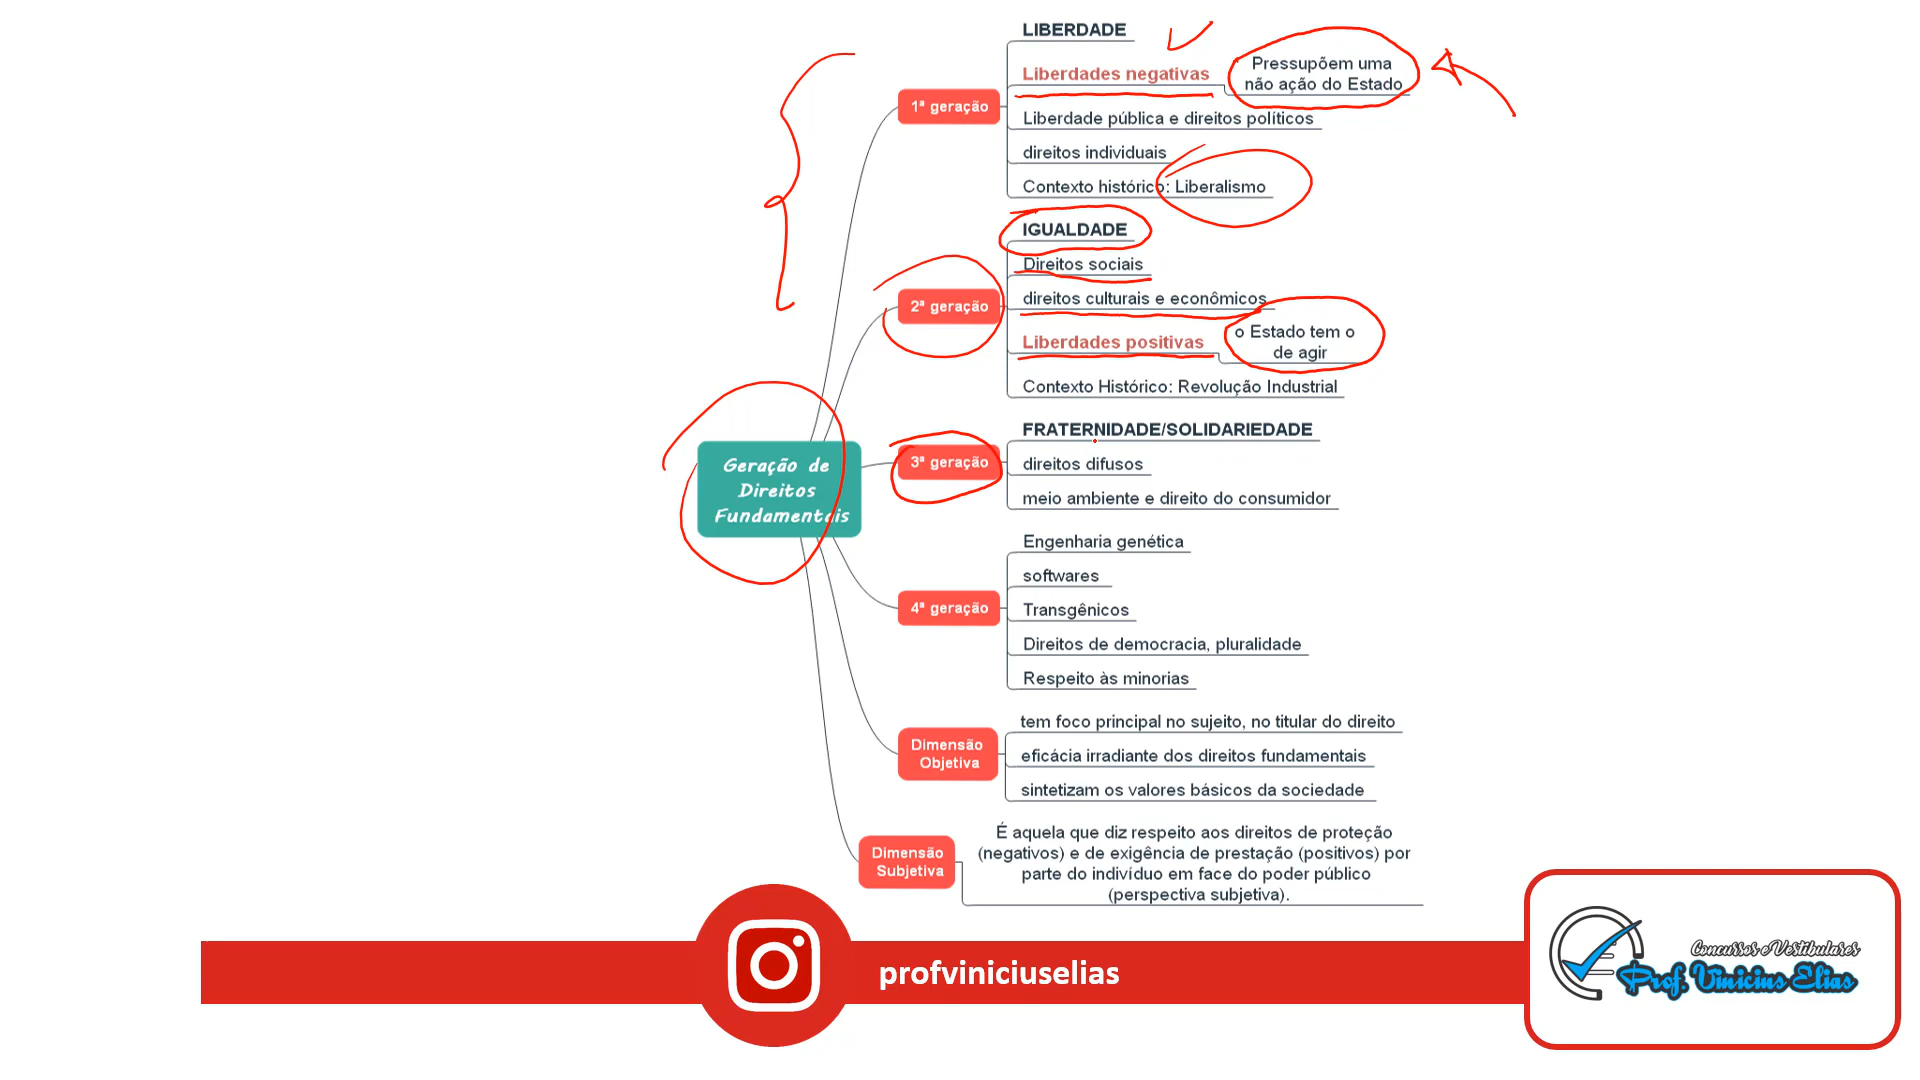 LIBERDADE
Liberdades negativas
Pressupõem uma
não ação do Estado
1ª geração
Liberdade pública e direitos políticos
direitos individuais
Contexto histórico: Liberalismo
IGUALDADE
Direitos sociais
2ª geração
direitos culturais e econômicos
Liberdades positivas
o Estado tem o
de agir
Contexto Histórico: Revolução Industrial
Geração de
Direitos
Fundamentais
FRATERNIDADE/SOLIDARIEDADE
3ª geração
direitos difusos
meio ambiente e direito do consumidor
Engenharia genética
softwares
4ª geração
Transgênicos
Direitos de democracia, pluralidade
Respeito às minorias
Dimensão
Objetiva
tem foco principal no sujeito, no titular do direito
eficácia irradiante dos direitos fundamentais
sintetizam os valores básicos da sociedade
Dimensão
Subjetiva
É aquela que diz respeito aos direitos de proteção
(negativos) e de exigência de prestação (positivos) por
parte do indivíduo em face do poder público
(perspectiva subjetiva).
profviniciuselias
Concursos e Vestibulares
Prof. Vinicius Elias